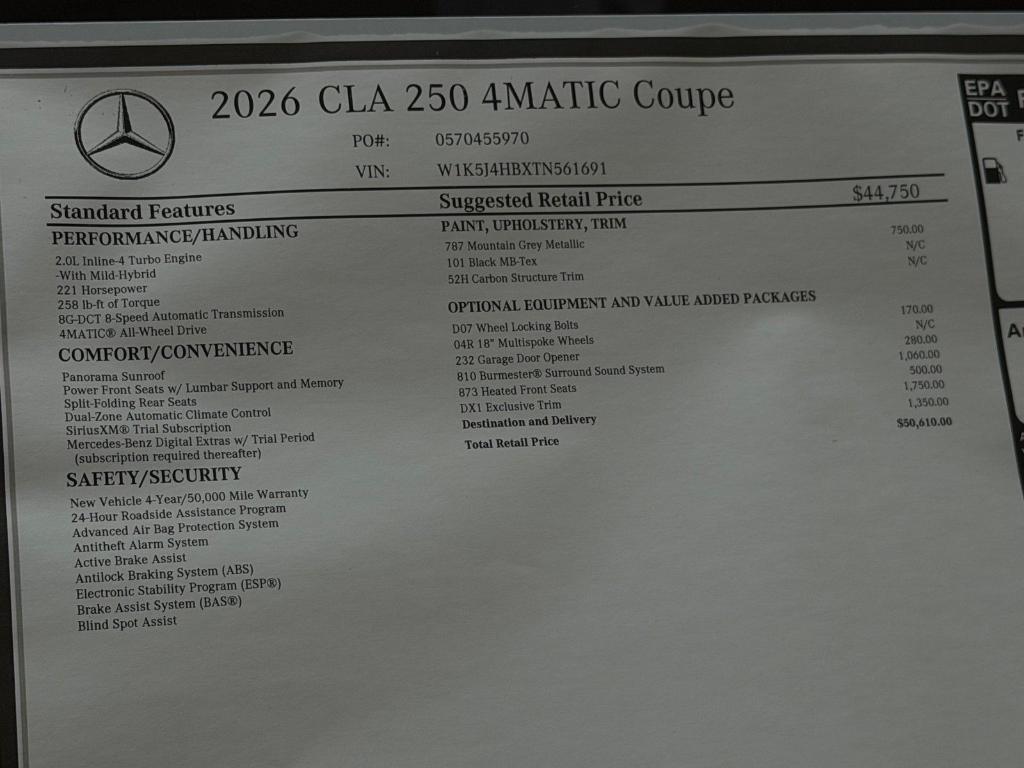 2026 CLA 250 4MATIC Coupe
PO#: 0570455970
VIN: W1K5J4HBXTN561691
Standard Features
PERFORMANCE/HANDLING
2.0L Inline-4 Turbo Engine
-With Mild-Hybrid
221 Horsepower
258 lb-ft of Torque
8G-DCT 8-Speed Automatic Transmission
4MATIC® All-Wheel Drive
COMFORT/CONVENIENCE
Panorama Sunroof
Power Front Seats w/ Lumbar Support and Memory
Split-Folding Rear Seats
Dual-Zone Automatic Climate Control
SiriusXM® Trial Subscription
Mercedes-Benz Digital Extras w/ Trial Period
(subscription required thereafter)
SAFETY/SECURITY
New Vehicle 4-Year/50,000 Mile Warranty
24-Hour Roadside Assistance Program
Advanced Air Bag Protection System
Antitheft Alarm System
Active Brake Assist
Antilock Braking System (ABS)
Electronic Stability Program (ESP®)
Brake Assist System (BAS®)
Blind Spot Assist
Suggested Retail Price $44,750
PAINT, UPHOLSTERY, TRIM
787 Mountain Grey Metallic 750.00
101 Black MB-Tex N/C
52H Carbon Structure Trim N/C
OPTIONAL EQUIPMENT AND VALUE ADDED PACKAGES
D07 Wheel Locking Bolts 170.00
04R 18" Multispoke Wheels N/C
232 Garage Door Opener 280.00
810 Burmester® Surround Sound System 1,060.00
873 Heated Front Seats 500.00
DX1 Exclusive Trim 1,750.00
Destination and Delivery 1,350.00
Total Retail Price $50,610.00
EPA
DOT